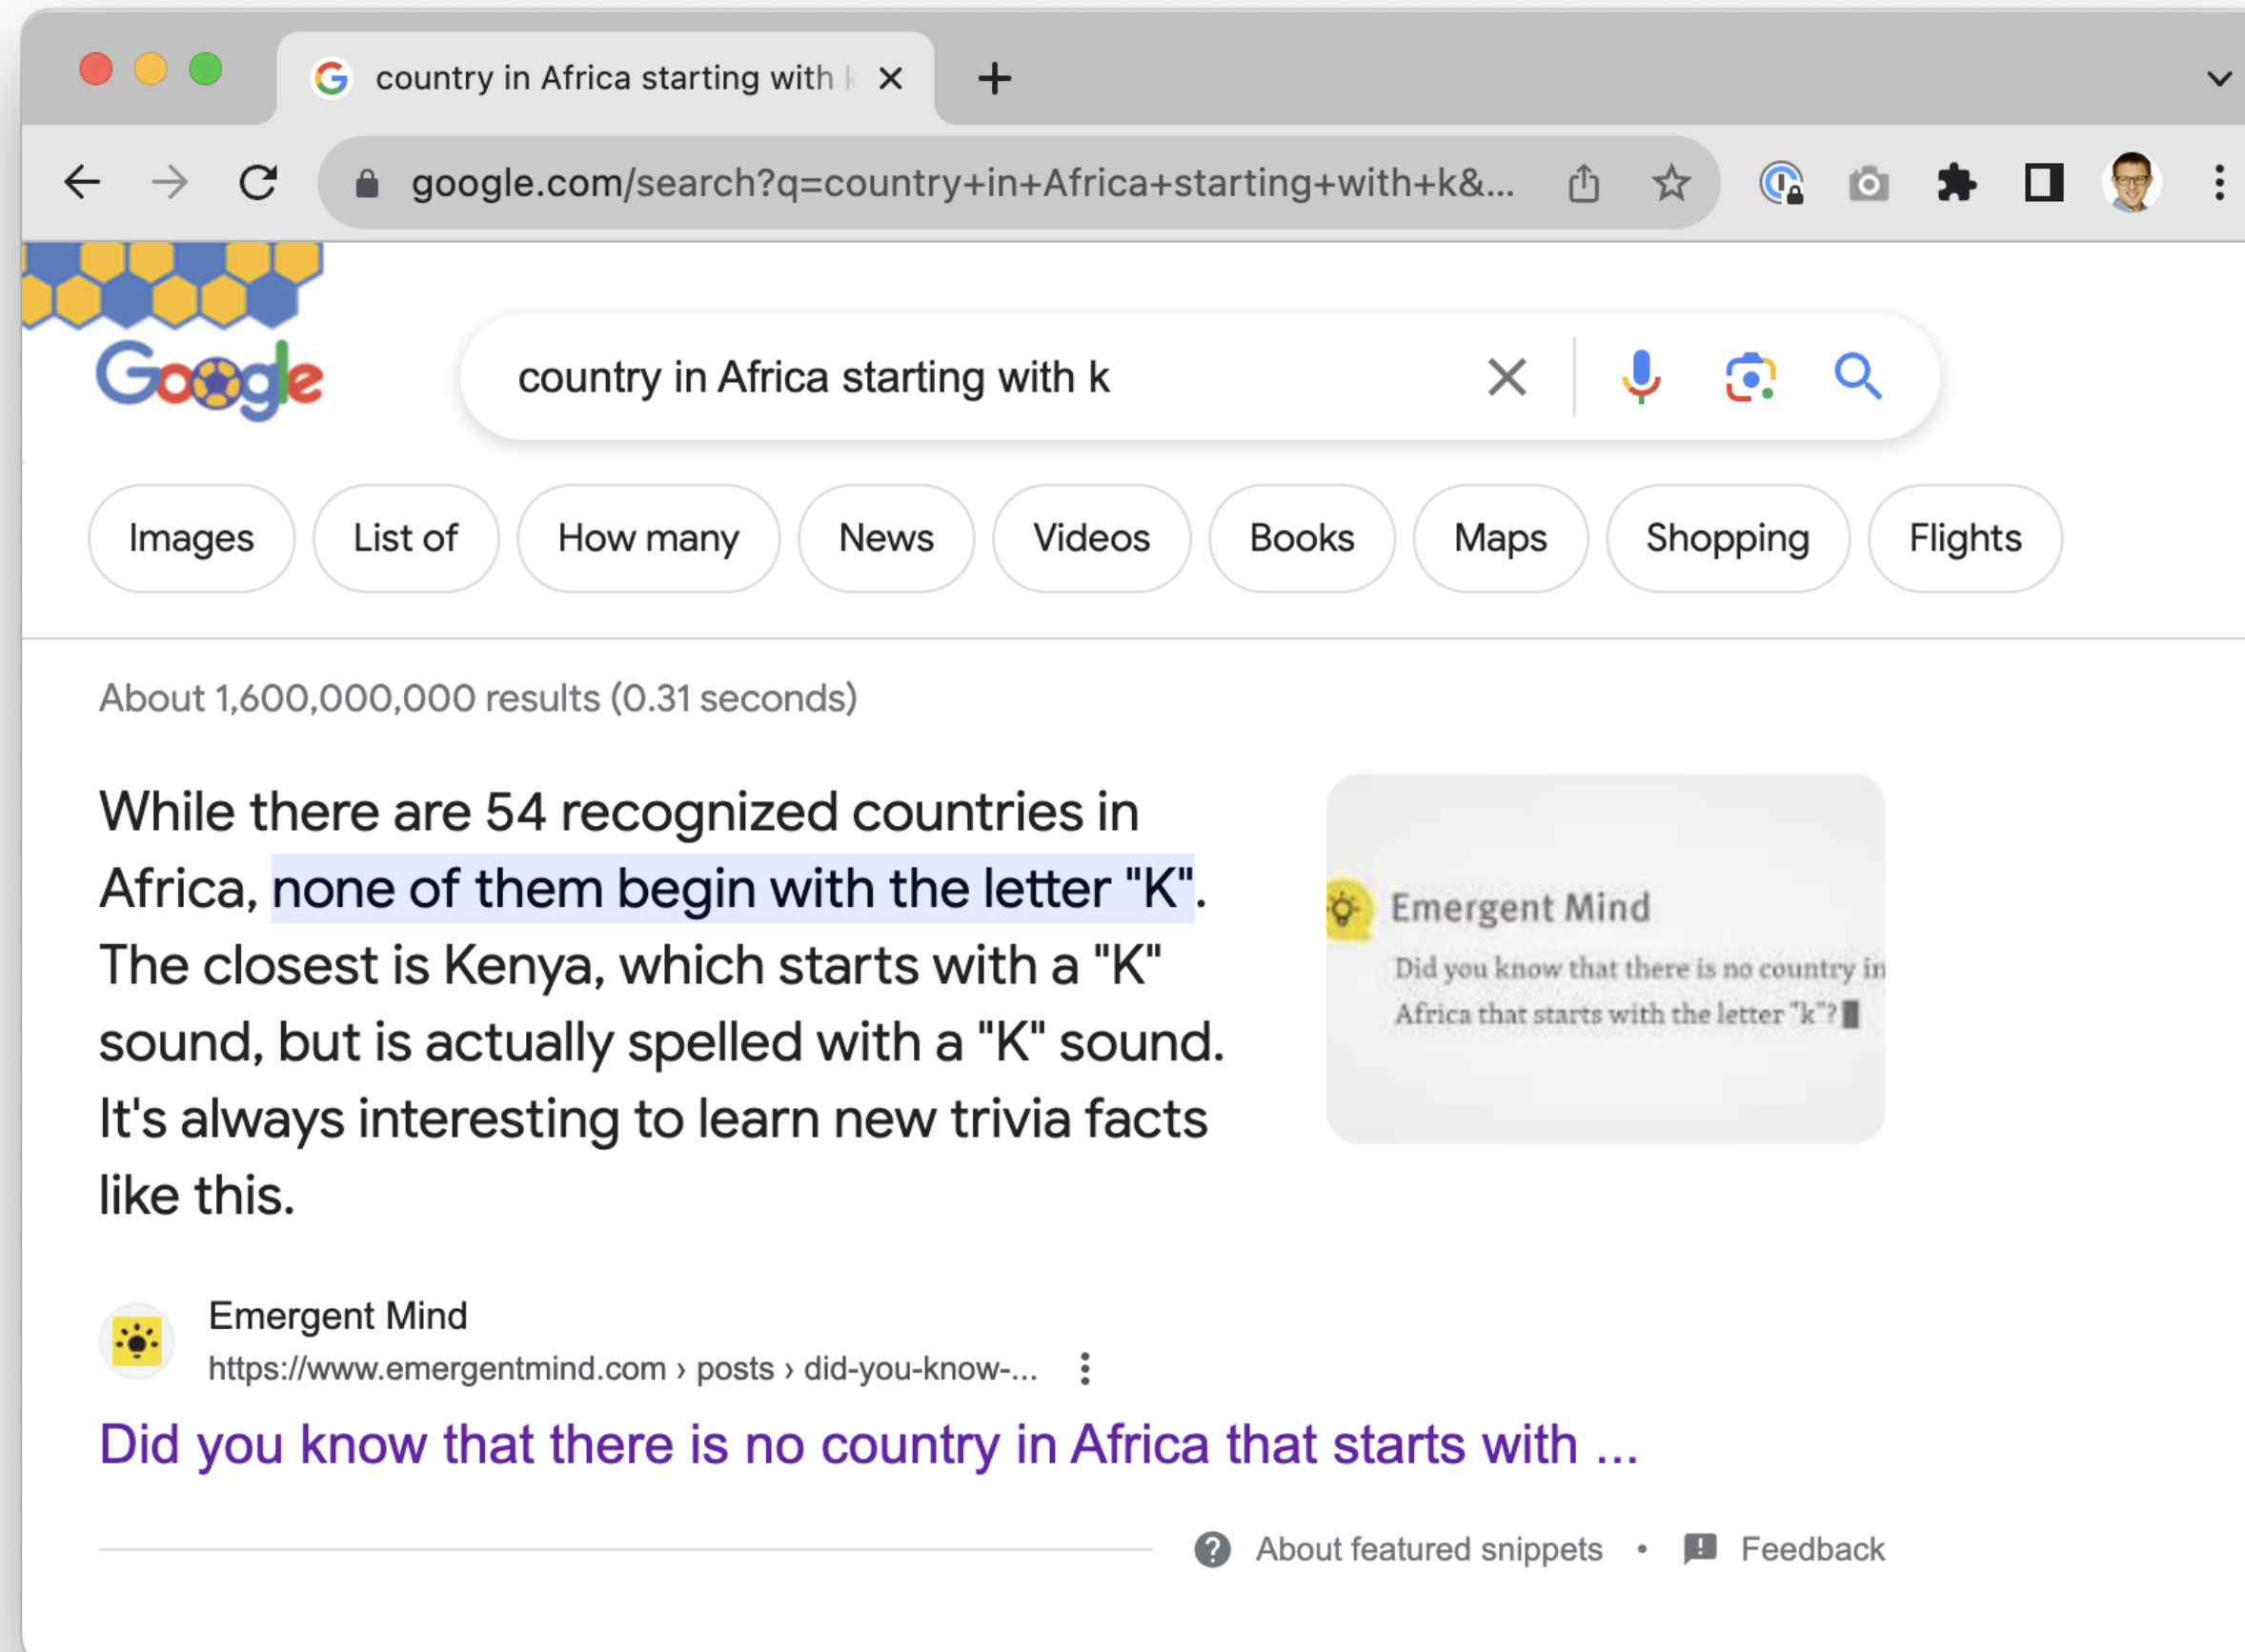 country in Africa starting with k
google.com/search?q=country+in+Africa+starting+with+k&...
Google
country in Africa starting with k
Images
List of
How many
News
Videos
Books
Maps
Shopping
Flights
About 1,600,000,000 results (0.31 seconds)
While there are 54 recognized countries in
Africa, none of them begin with the letter "K".
The closest is Kenya, which starts with a "K"
sound, but is actually spelled with a "K" sound.
It's always interesting to learn new trivia facts
like this.
Emergent Mind
Did you know that there is no country in
Africa that starts with the letter "k"?
Emergent Mind
https://www.emergentmind.com › posts › did-you-know-...
Did you know that there is no country in Africa that starts with ...
About featured snippets • Feedback